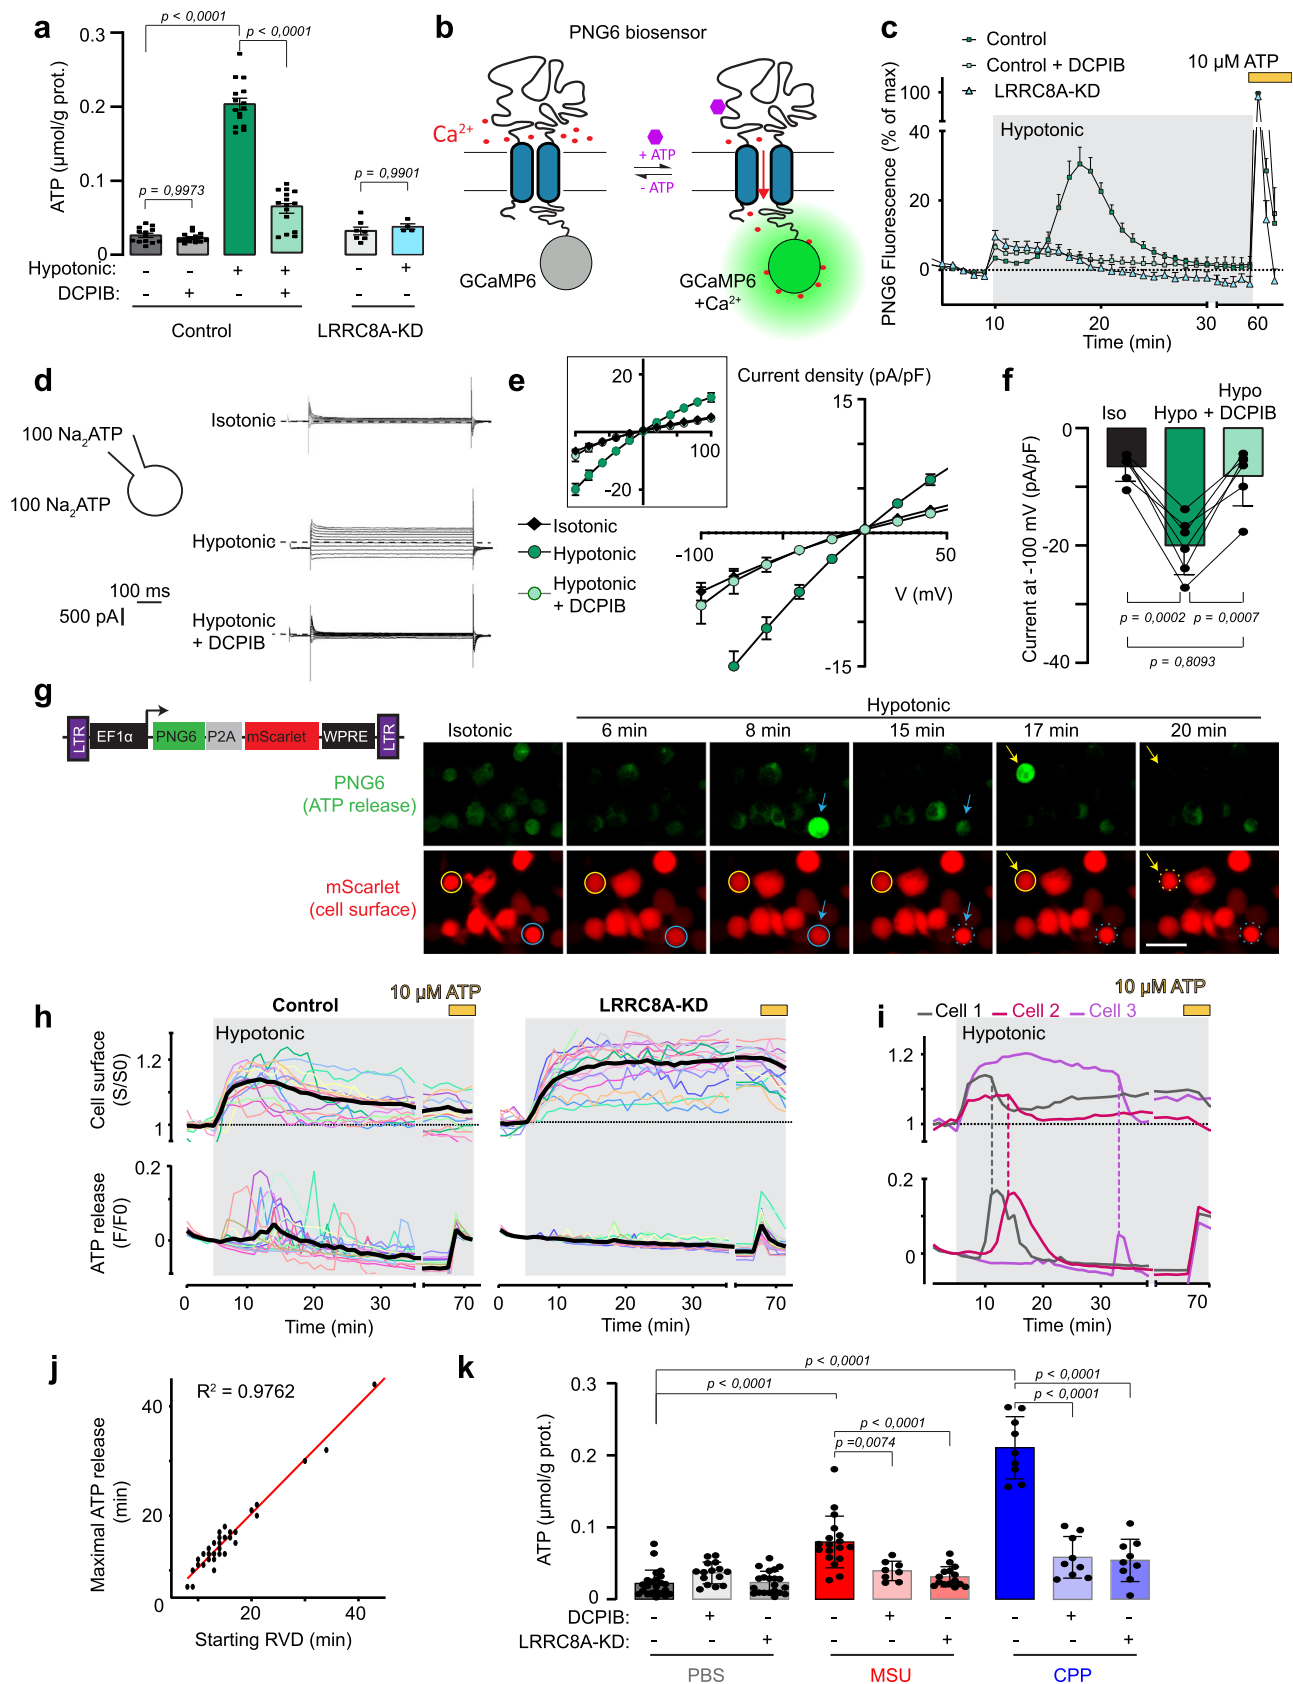 a
p < 0,0001
p < 0,0001
ATP (µmol/g prot.)
0.3
0.2
0.1
0
p = 0,9973
p = 0,9901
Hypotonic: - - + + - +
DCPIB: - + - + - -
Control
LRRC8A-KD
b
PNG6 biosensor
Ca2+
+ ATP
- ATP
GCaMP6
GCaMP6
+Ca2+
c
Control
Control + DCPIB
LRRC8A-KD
10 µM ATP
PNG6 Fluorescence (% of max)
100
40
20
0
Hypotonic
10 20 30 60
Time (min)
d
100 Na2ATP
100 Na2ATP
Isotonic
Hypotonic
Hypotonic
+ DCPIB
100 ms
500 pA
e
Current density (pA/pF)
20
100
-20
15
-100
50
V (mV)
-15
Isotonic
Hypotonic
Hypotonic
+ DCPIB
f
Iso
Hypo
Hypo
+ DCPIB
Current at -100 mV (pA/pF)
0
-20
-40
p = 0,0002
p = 0,0007
p = 0,8093
g
LTR
EF1α
PNG6
P2A
mScarlet
WPRE
LTR
Hypotonic
Isotonic
6 min
8 min
15 min
17 min
20 min
PNG6
(ATP release)
mScarlet
(cell surface)
h
Control
10 µM ATP
LRRC8A-KD
Hypotonic
Cell surface
(S/S0)
1.2
1
ATP release
(F/F0)
0.2
0
0 10 20 30 70
Time (min)
0 10 20 30 70
Time (min)
i
10 µM ATP
Cell 1
Cell 2
Cell 3
Hypotonic
1.2
1
0.1
0
10 20 30 70
Time (min)
j
R2 = 0.9762
Maximal ATP release
(min)
40
20
0
20 40
Starting RVD (min)
k
p < 0,0001
p < 0,0001
p < 0,0001
p < 0,0001
p < 0,0001
p =0,0074
ATP (µmol/g prot.)
0.3
0.2
0.1
0
DCPIB: - + - - + - - + -
LRRC8A-KD: - - + - - + - - +
PBS
MSU
CPP